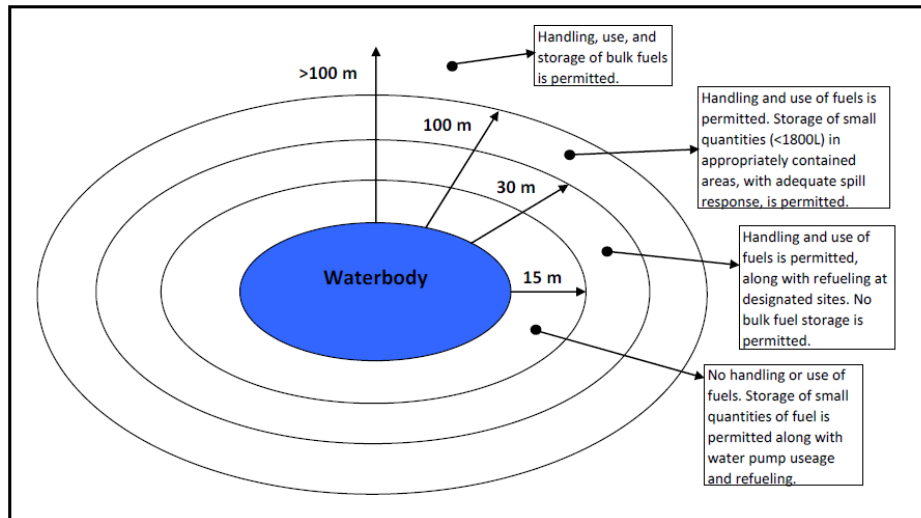 Handling, use, and
storage of bulk fuels
is permitted.
>100 m
Handling and use of fuels is
permitted. Storage of small
quantities (<1800L) in
appropriately contained
areas, with adequate spill
response, is permitted.
100 m
30 m
Handling and use of
fuels is permitted,
along with refueling at
designated sites. No
bulk fuel storage is
permitted.
Waterbody
15 m
No handling or use of
fuels. Storage of small
quantities of fuel is
permitted along with
water pump useage
and refueling.